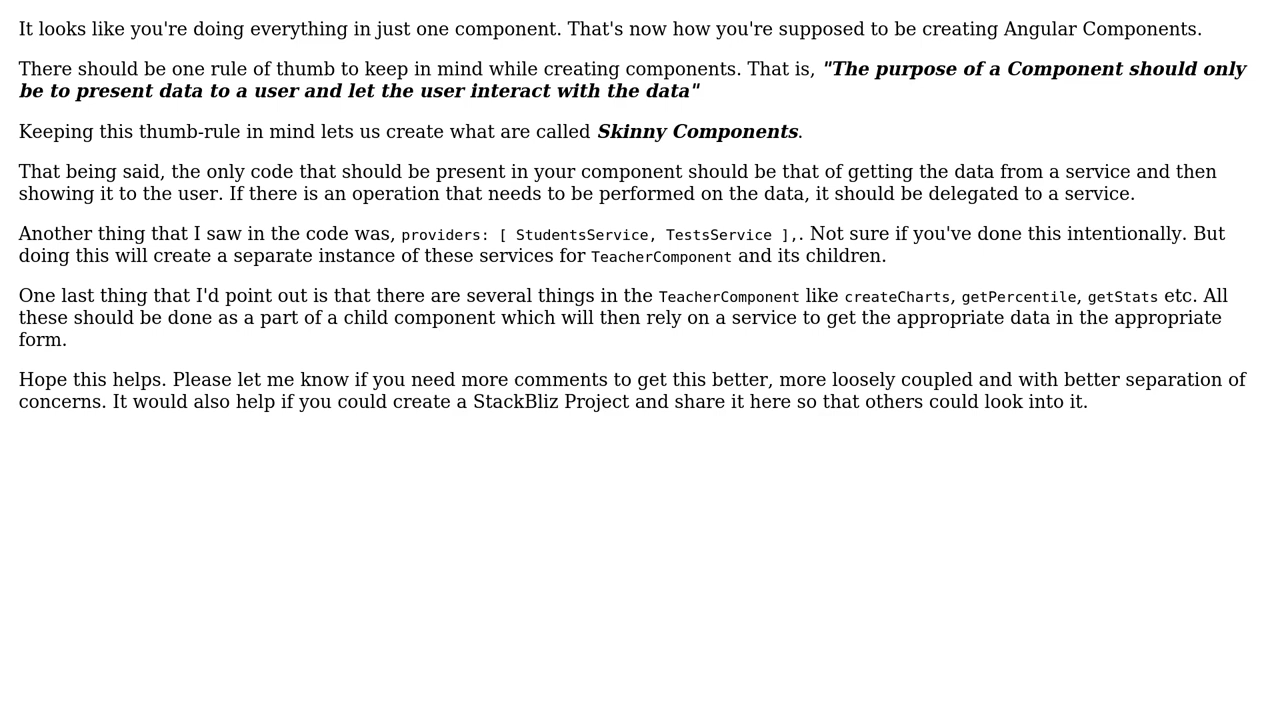 It looks like you're doing everything in just one component. That's now how you're supposed to be creating Angular Components.
There should be one rule of thumb to keep in mind while creating components. That is, "The purpose of a Component should only
be to present data to a user and let the user interact with the data"
Keeping this thumb-rule in mind lets us create what are called Skinny Components.
That being said, the only code that should be present in your component should be that of getting the data from a service and then
showing it to the user. If there is an operation that needs to be performed on the data, it should be delegated to a service.
Another thing that I saw in the code was, providers: [ StudentsService, TestsService ],. Not sure if you've done this intentionally. But
doing this will create a separate instance of these services for TeacherComponent and its children.
One last thing that I'd point out is that there are several things in the TeacherComponent like createCharts, getPercentile, getStats etc. All
these should be done as a part of a child component which will then rely on a service to get the appropriate data in the appropriate
form.
Hope this helps. Please let me know if you need more comments to get this better, more loosely coupled and with better separation of
concerns. It would also help if you could create a StackBliz Project and share it here so that others could look into it.